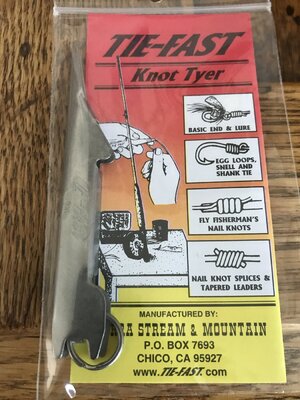 TIE-FAST
Knot Tyer
BASIC END & LURE
EGG LOOPS,
SNELL AND
SHANK TIE
FLY FISHERMAN'S
NAIL KNOTS
NAIL KNOT SPLICES &
TAPERED LEADERS
MANUFACTURED BY:
STREAM & MOUNTAIN
P.O. BOX 7693
CHICO, CA 95927
www.TIE-FAST.com